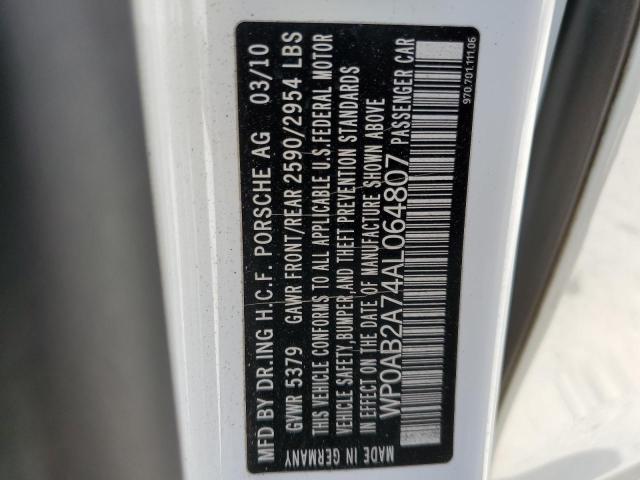 MFD BY DR.ING H.C.F. PORSCHE AG 03/10
GVWR 5379 GAWR FRONT/REAR 2590/2954 LBS
THIS VEHICLE CONFORMS TO ALL APPLICABLE U.S.FEDERAL MOTOR
VEHICLE SAFETY,BUMPER,AND THEFT PREVENTION STANDARDS
IN EFFECT ON THE DATE OF MANUFACTURE SHOWN ABOVE
WP0AB2A74AL064807 PASSENGER CAR
MADE IN GERMANY
970.701.111.06